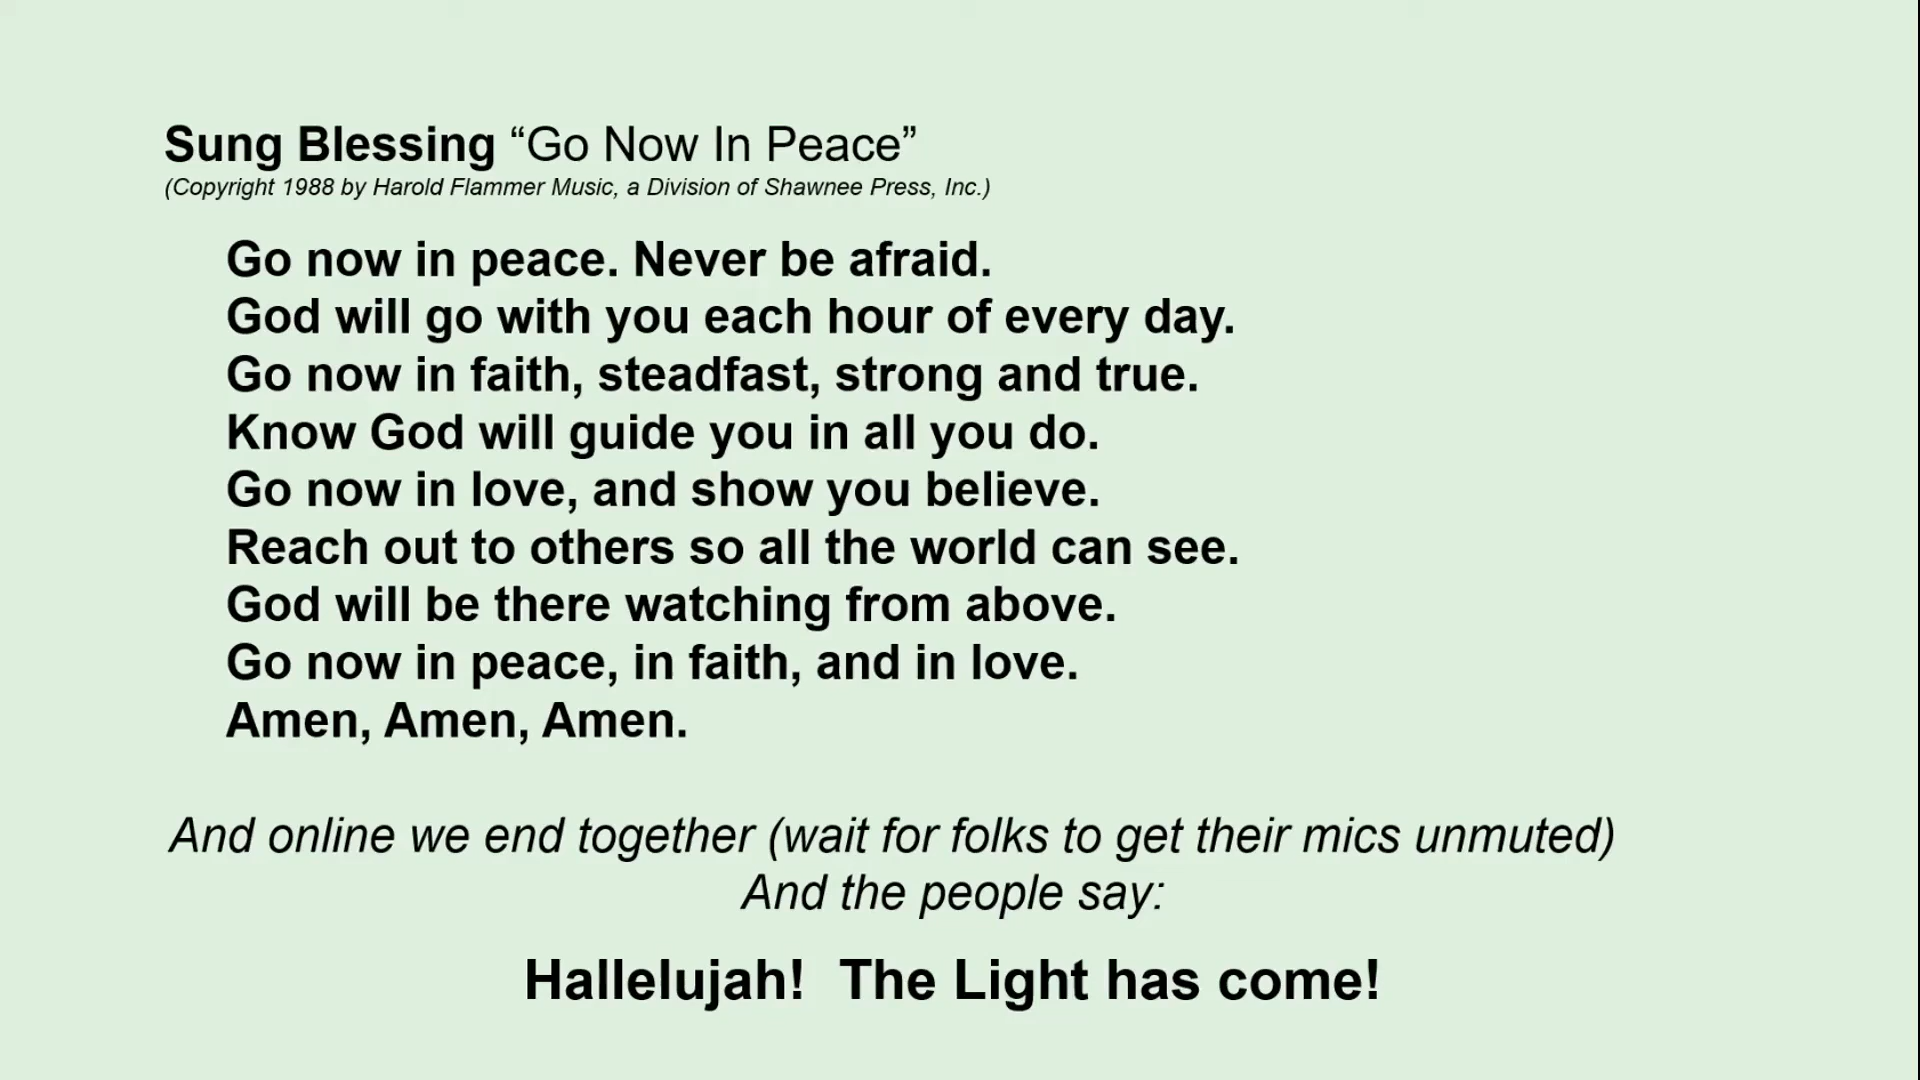 Sung Blessing “Go Now In Peace”
(Copyright 1988 by Harold Flammer Music, a Division of Shawnee Press, Inc.)
Go now in peace. Never be afraid.
God will go with you each hour of every day.
Go now in faith, steadfast, strong and true.
Know God will guide you in all you do.
Go now in love, and show you believe.
Reach out to others so all the world can see.
God will be there watching from above.
Go now in peace, in faith, and in love.
Amen, Amen, Amen.
And online we end together (wait for folks to get their mics unmuted)
And the people say:
Hallelujah!  The Light has come!